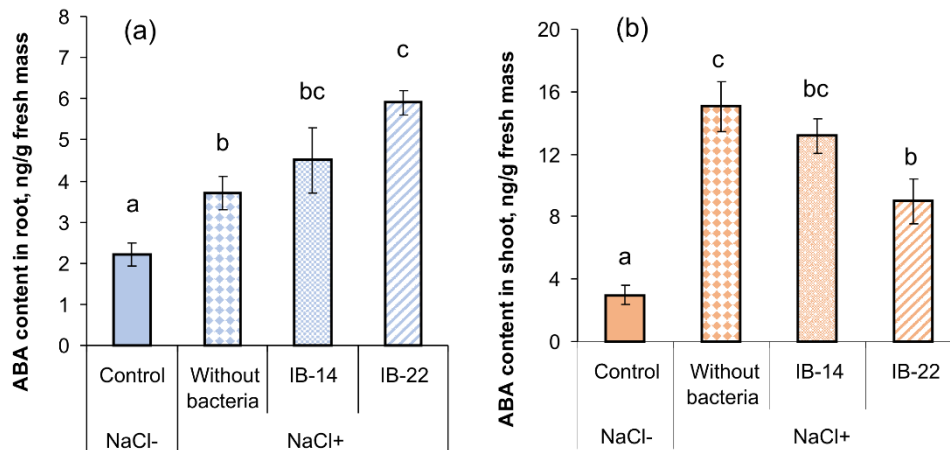 (a)
ABA content in root, ng/g fresh mass
8
7
6
5
4
3
2
1
0
a
b
bc
c
Control
Without
bacteria
IB-14
IB-22
NaCl-
NaCl+
(b)
ABA content in shoot, ng/g fresh mass
20
16
12
8
4
0
a
c
bc
b
Control
Without
bacteria
IB-14
IB-22
NaCl-
NaCl+